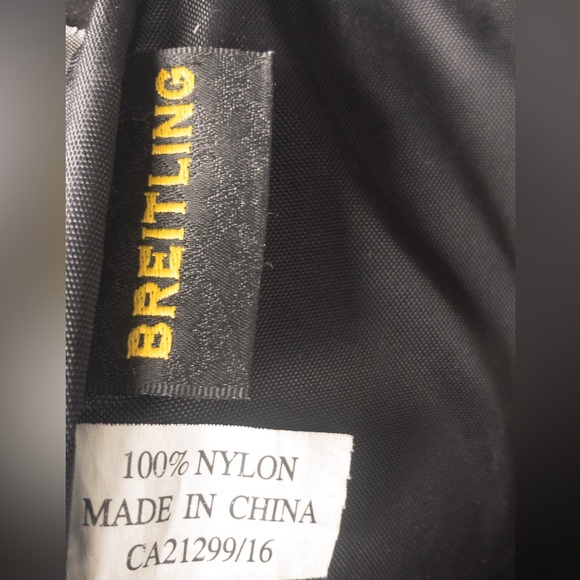 BREITLING
100% NYLON
MADE IN CHINA
CA21299/16